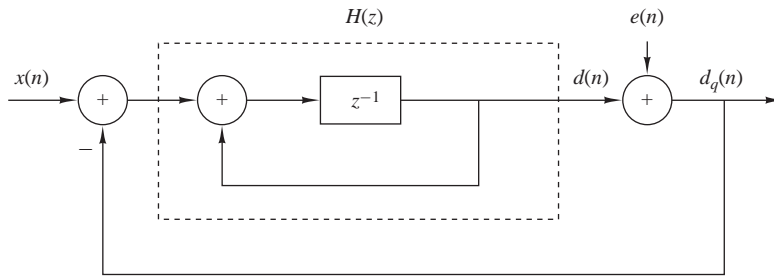 H(z)
e(n)
x(n)
d(n)
d_q(n)
+
+
z⁻¹
+
−